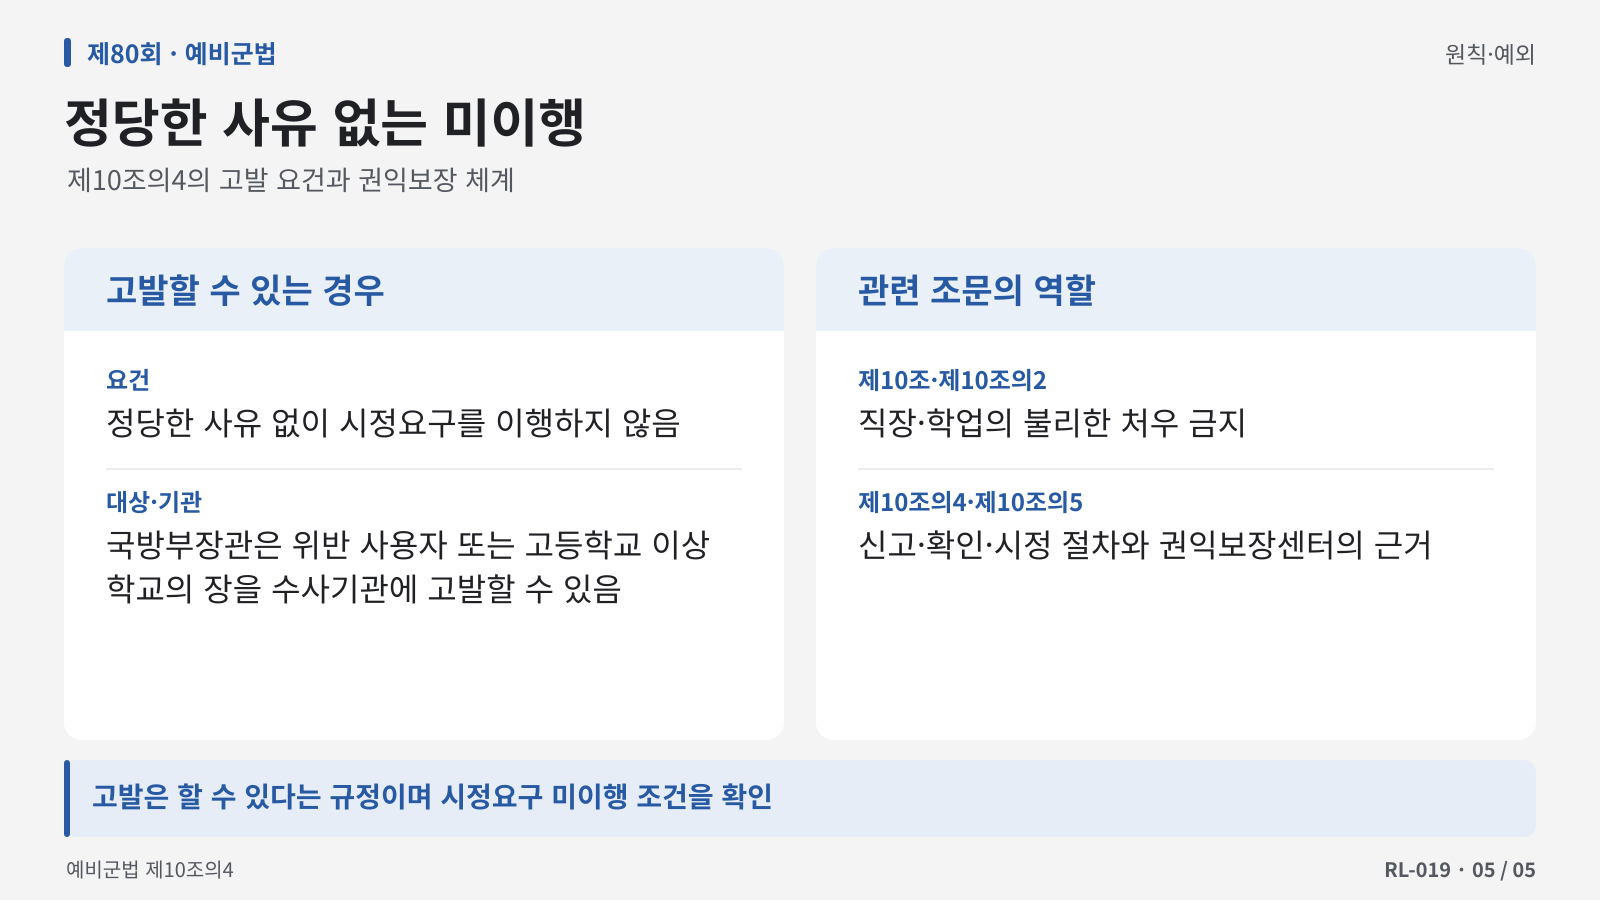 제80회 · 예비군법
원칙·예외
정당한 사유 없는 미이행
제10조의4의 고발 요건과 권익보장 체계
고발할 수 있는 경우
요건
정당한 사유 없이 시정요구를 이행하지 않음
대상·기관
국방부장관은 위반 사용자 또는 고등학교 이상
학교의 장을 수사기관에 고발할 수 있음
관련 조문의 역할
제10조·제10조의2
직장·학업의 불리한 처우 금지
제10조의4·제10조의5
신고·확인·시정 절차와 권익보장센터의 근거
고발은 할 수 있다는 규정이며 시정요구 미이행 조건을 확인
예비군법 제10조의4
RL-019 · 05 / 05